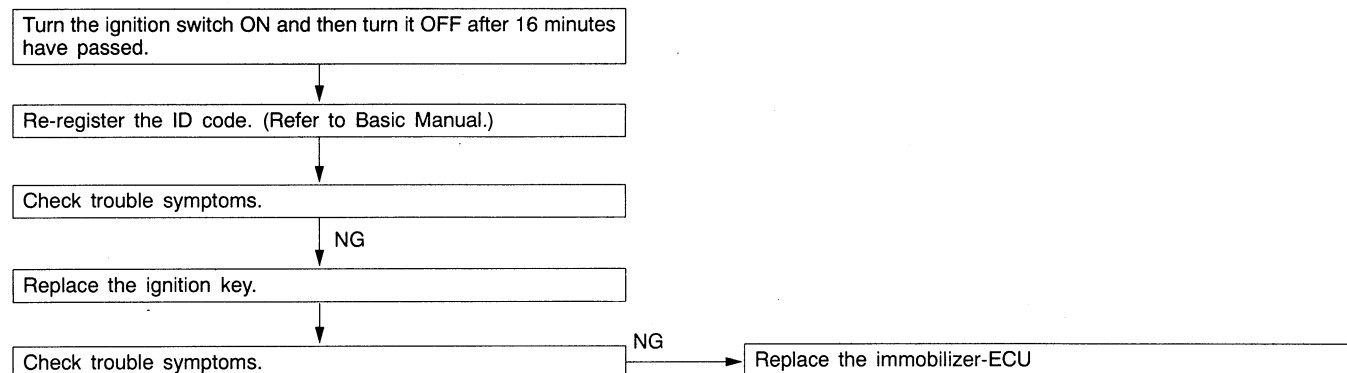 Turn the ignition switch ON and then turn it OFF after 16 minutes
have passed.
Re-register the ID code. (Refer to Basic Manual.)
Check trouble symptoms.
NG
Replace the ignition key.
Check trouble symptoms.
NG
Replace the immobilizer-ECU